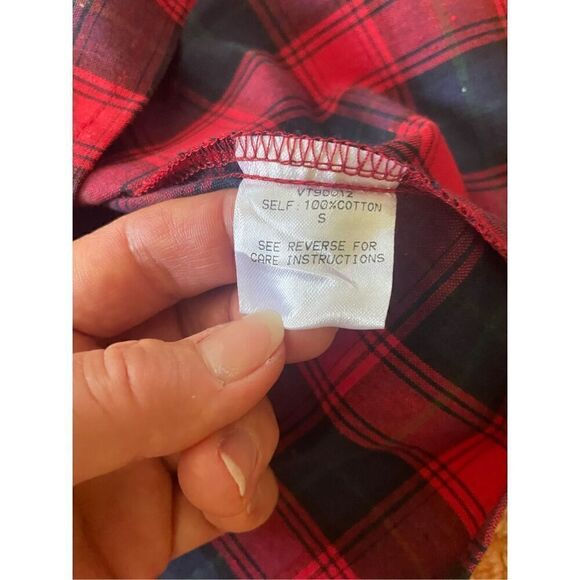 SELF: 100%COTTON
S
SEE REVERSE FOR
CARE INSTRUCTIONS